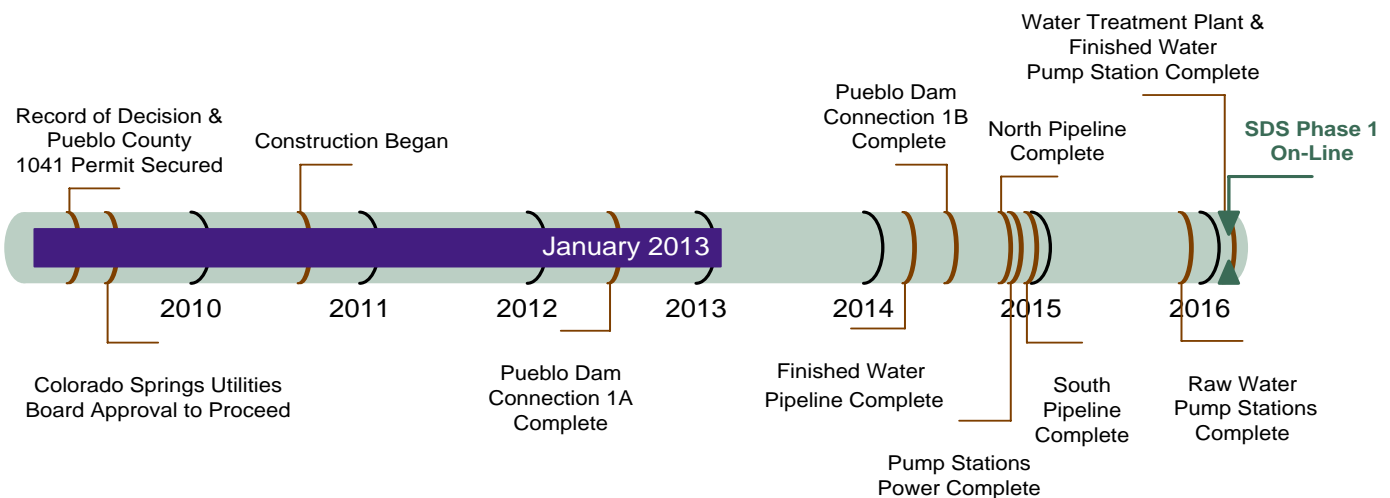 Water Treatment Plant &
Finished Water
Pump Station Complete
Record of Decision &
Pueblo County
1041 Permit Secured
Construction Began
Pueblo Dam
Connection 1B
Complete
North Pipeline
Complete
SDS Phase 1
On-Line
January 2013
2010
2011
2012
2013
2014
2015
2016
Colorado Springs Utilities
Board Approval to Proceed
Pueblo Dam
Connection 1A
Complete
Finished Water
Pipeline Complete
Pump Stations
Power Complete
South
Pipeline
Complete
Raw Water
Pump Stations
Complete